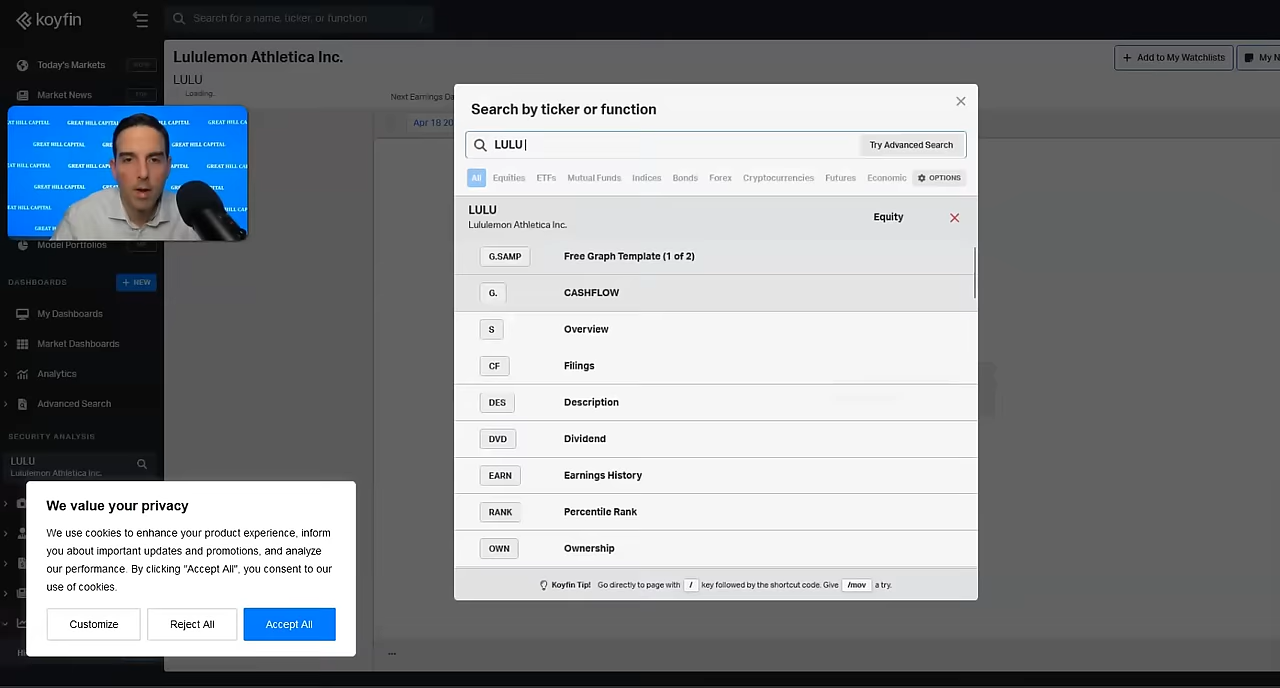 koyfin
Search for a name, ticker, or function
/
Today's Markets
Market News
Lululemon Athletica Inc.
LULU
Loading..
Next Earnings Da
Apr 18 20
+ Add to My Watchlists
My N
GREAT HILL CAPITAL
Model Portfolios
DASHBOARDS
+ NEW
My Dashboards
Market Dashboards
Analytics
Advanced Search
SECURITY ANALYSIS
LULU
Lululemon Athletica Inc.
Search by ticker or function
LULU
Try Advanced Search
All Equities ETFs Mutual Funds Indices Bonds Forex Cryptocurrencies Futures Economic OPTIONS
LULU
Lululemon Athletica Inc.
Equity
G.SAMP Free Graph Template (1 of 2)
G. CASHFLOW
S Overview
CF Filings
DES Description
DVD Dividend
EARN Earnings History
RANK Percentile Rank
OWN Ownership
Koyfin Tip! Go directly to page with / key followed by the shortcut code. Give /mov a try.
We value your privacy
We use cookies to enhance your product experience, inform
you about important updates and promotions, and analyze
our performance. By clicking "Accept All", you consent to our
use of cookies.
Customize Reject All Accept All
...